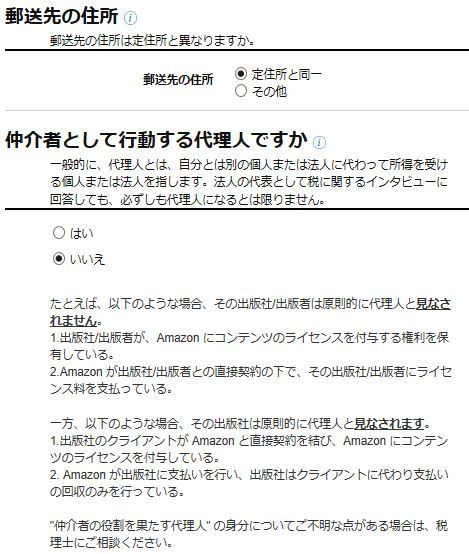 郵送先の住所
郵送先の住所は定住所と異なりますか。
郵送先の住所
定住所と同一
その他
仲介者として行動する代理人ですか
一般的に、代理人とは、自分とは別の個人または法人に代わって所得を受け
る個人または法人を指します。法人の代表として税に関するインタビューに
回答しても、必ずしも代理人になるとは限りません。
はい
いいえ
たとえば、以下のような場合、その出版社/出版者は原則的に代理人と見なさ
れません。
1.出版社/出版者が、Amazon にコンテンツのライセンスを付与する権利を保
有している。
2.Amazon が出版社/出版者との直接契約の下で、その出版社/出版者にライセ
ンス料を支払っている。
一方、以下のような場合、その出版社は原則的に代理人と見なされます。
1.出版社のクライアントが Amazon と直接契約を結び、Amazon にコンテン
ツのライセンスを付与している。
2. Amazon が出版社に支払いを行い、出版社はクライアントに代わり支払い
の回収のみを行っている。
"仲介者の役割を果たす代理人" の身分についてご不明な点がある場合は、税
理士にご相談ください。